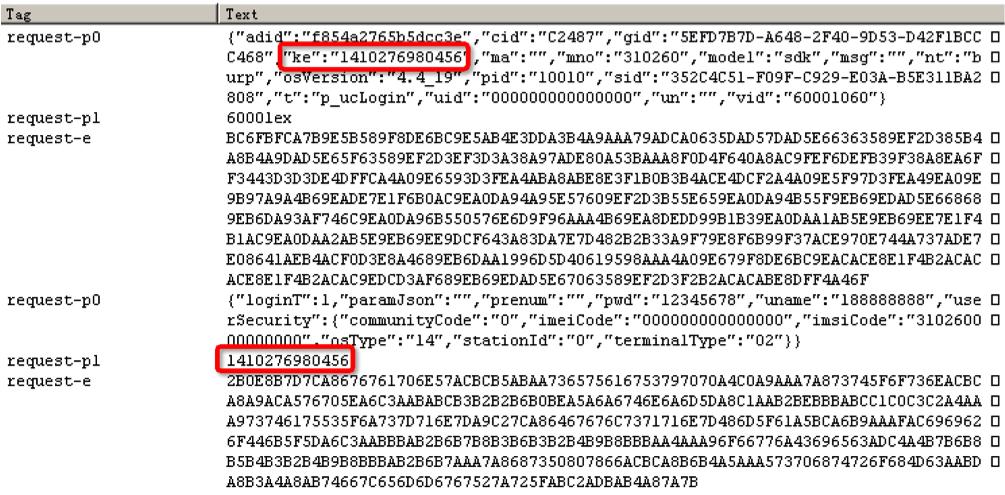 Tag Text
request-p0 {"adid":"f854a2765b5dcc3e","cid":"C2487","gid":"5EFD7B7D-A648-2F40-9D53-D42F1BCC
C468","ke":"1410276980456","ma":"","mno":"310260","model":"sdk","msg":"","nt":"b
urp","osVersion":"4.4_19","pid":"10010","sid":"352C4C51-F09F-C929-E03A-B5E311BA2
808","t":"p_ucLogin","uid":"000000000000000","un":"","vid":"60001060"}
request-p1 60001ex
request-e BC6FBFCA7B9E5B589F8DE6BC9E5AB4E3DDA3B4A9AAA79ADCA0635DAD57DAD5E66363589EF2D385B4
A8B4A9DAD5E65F63589EF2D3EF3D3A38A97ADE80A53BAAA8F0D4F640A8AC9FEF6DEFB39F38A8EA6F
F3443D3D3DE4DFFCA4A09E6593D3FEA4ABA8ABE8E3F1B0B3B4ACE4DCF2A4A09E5F97D3FEA49EA09E
9B97A9A4B69EADE7E1F6B0AC9EA0DA94A95E57609EF2D3B55E659EA0DA94B55F9EB69EDAD5E66868
9EB6DA93AF746C9EA0DA96B550576E6D9F96AAA4B69EA8DEDD99B1B39EA0DAA1AB5E9EB69EE7E1F4
B1AC9EA0DAA2AB5E9EB69EE9DCF643A83DA7E7D482B2B33A9F79E8F6B99F37ACE970E744A737ADE7
E08641AEB4ACF0D3E8A4689EB6DAA1996D5D40619598AAA4B69E679F8DE6BC9EACACE8E1F4B2ACAC
ACE8E1F4B2ACAC9EDCD3AF689EB69EDAD5E67063589EF2D3F2B2ACACABE8DFF4A46F
request-p0 {"loginT":1,"paramJson":"","prenum":"","pwd":"12345678","uname":"188888888","use
rSecurity":{"communityCode":"0","imeiCode":"000000000000000","imsiCode":"3102600
00000000","osType":"14","stationId":"0","terminalType":"02"}}
request-p1 1410276980456
request-e 2B0E8B7D7CA8676761706E57ACBCB5ABAA736575616753797070A4C0A9AAA7A873745F6F736EACBC
A8A9ACA576705EA6C3AABABCB3B2B2B6B0BEA5A6A6746E6A6D5DA8C1AAB2BEBBBABCC1C0C3C2A4AA
A973746175535F6A737D716E7DA9C27CA86467676C7371716E7D486D5F61A5BCA6B9AAAFAC696962
6F446B5F5DA6C3AABBBAB2B6B7B8B3B6B3B2B4B9B8BBBAA4AAA96F66776A43696563ADC4A4B7B6B8
B5B4B3B2B4B9B8BBBAB2B6B7AAA7A8687350807866ACBCA8B6B4A5AAA573706874726F684D63AABD
A8B3A4A8AB74667C656D6D6767527A725FABC2ADBAB4A87A7B